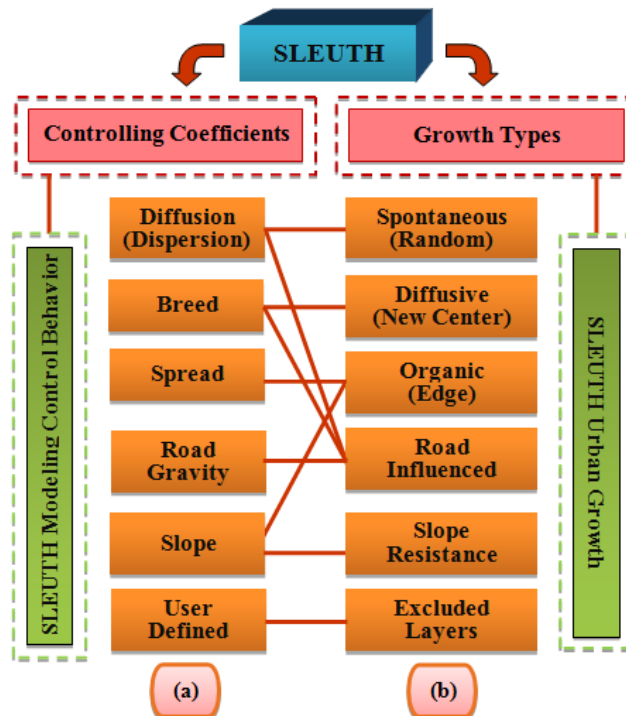 SLEUTH
Controlling Coefficients
Growth Types
SLEUTH Modeling Control Behavior
Diffusion
(Dispersion)
Breed
Spread
Road
Gravity
Slope
User
Defined
(a)
Spontaneous
(Random)
Diffusive
(New Center)
Organic
(Edge)
Road
Influenced
Slope
Resistance
Excluded
Layers
(b)
SLEUTH Urban Growth